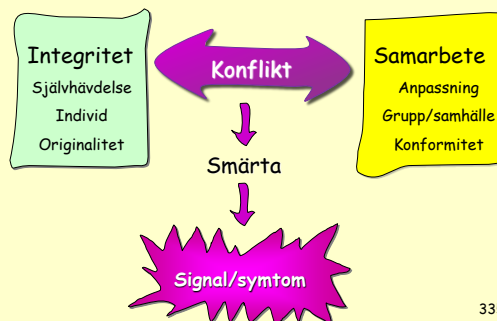 Integritet
Självhävdelse
Individ
Originalitet
Konflikt
Samarbete
Anpassning
Grupp/samhälle
Konformitet
Smärta
Signal/symtom
33